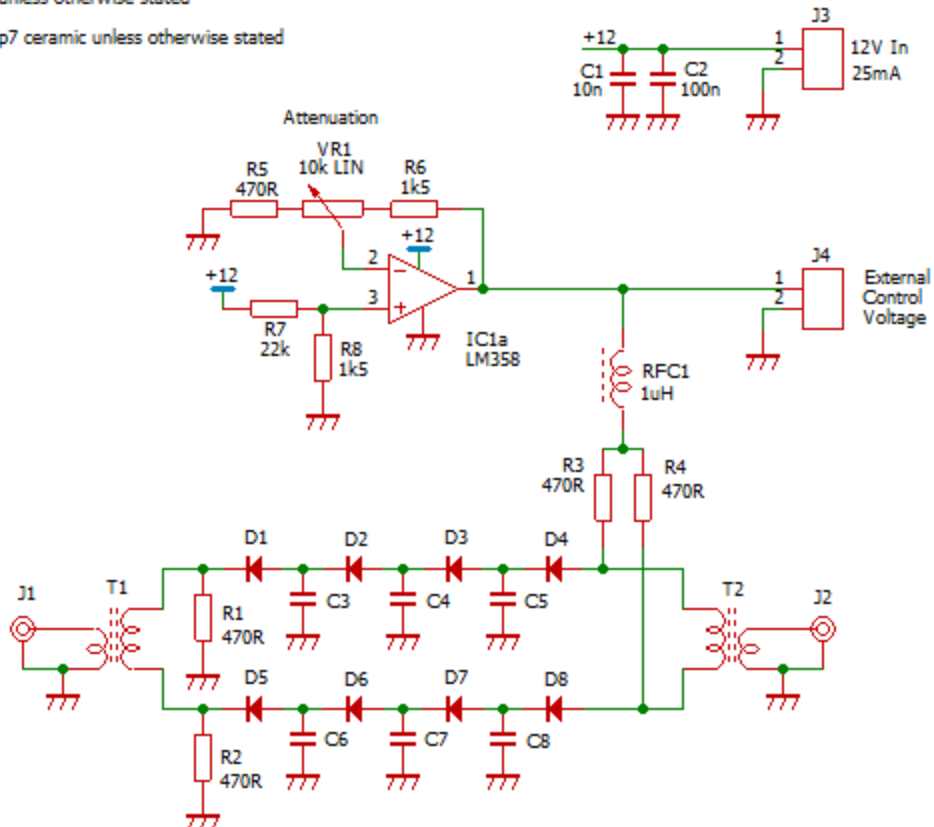 unless otherwise stated
p7 ceramic unless otherwise stated
J3
+12
1
2
12V In
25mA
C1
10n
C2
100n
Attenuation
VR1
10k LIN
R5
470R
R6
1k5
+12
2
3
1
+12
R7
22k
R8
1k5
IC1a
LM358
J4
1
2
External
Control
Voltage
RFC1
1uH
R3
470R
R4
470R
D1
D2
D3
D4
J1
T1
R1
470R
C3
C4
C5
T2
J2
D5
D6
D7
D8
R2
470R
C6
C7
C8